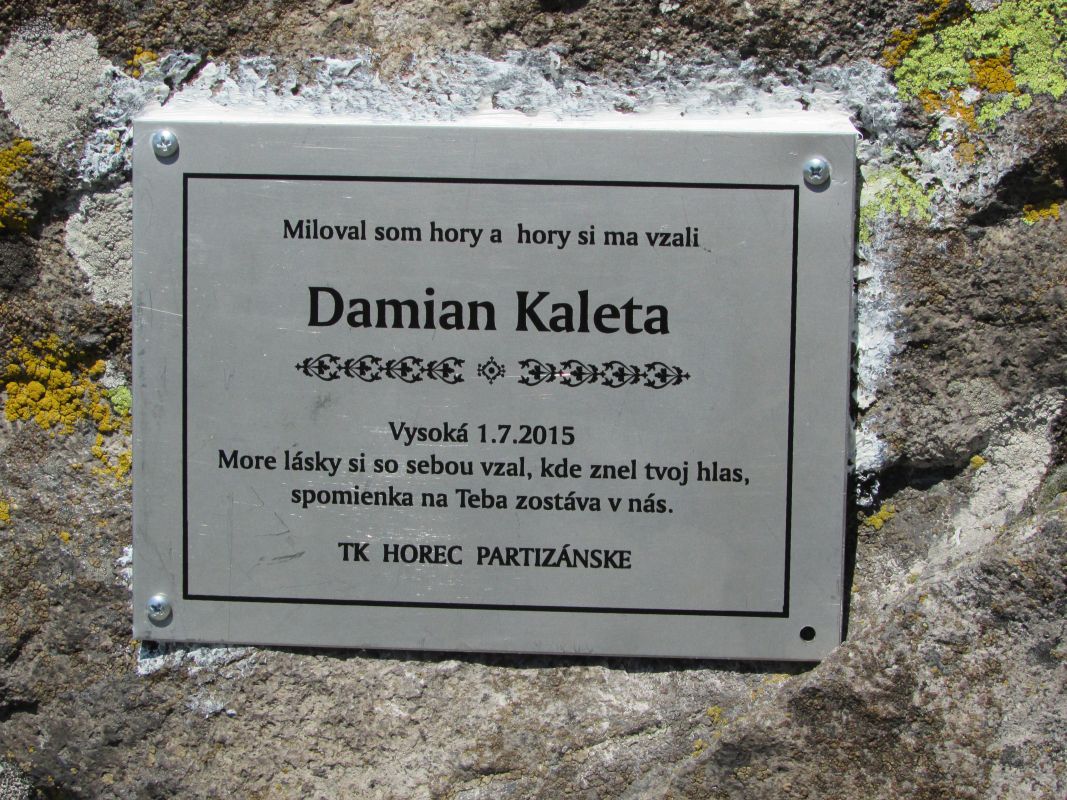 Miloval som hory a hory si ma vzali
Damian Kaleta
Vysoká 1.7.2015
More lásky si so sebou vzal, kde znel tvoj hlas,
spomienka na Teba zostáva v nás.
TK HOREC PARTIZÁNSKE